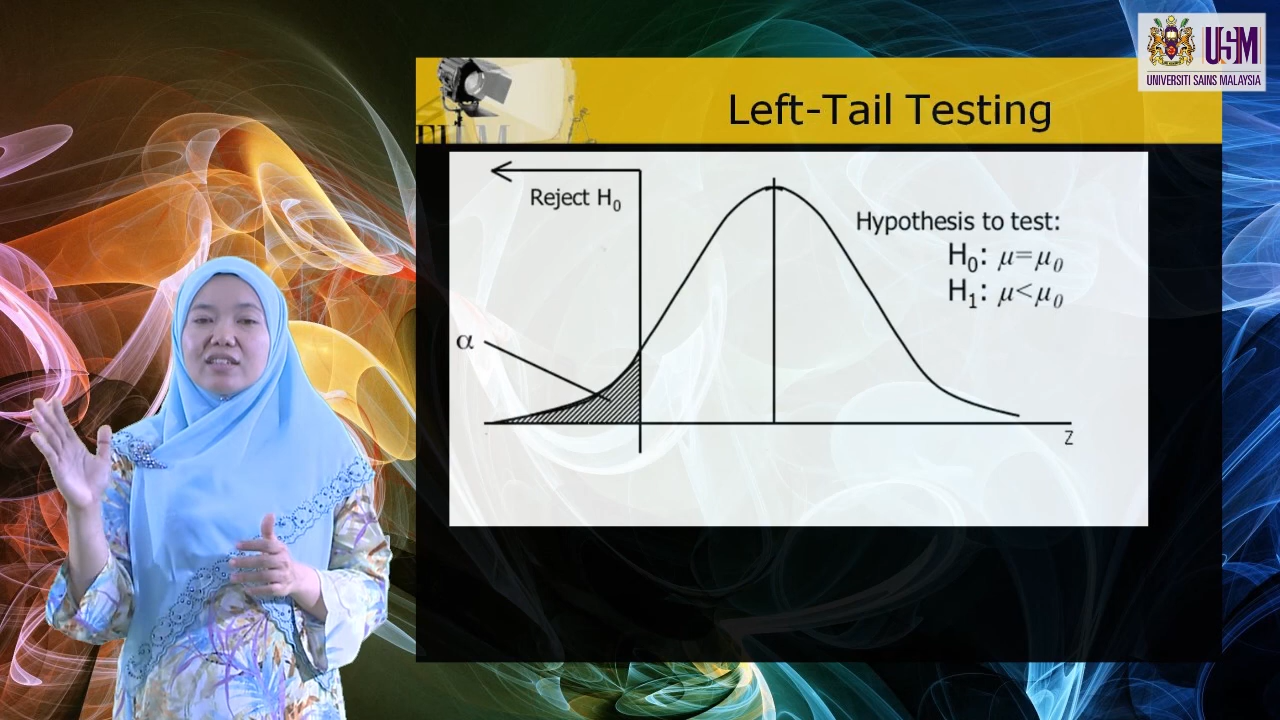 USM
UNIVERSITI SAINS MALAYSIA
Left-Tail Testing
Reject H₀
Hypothesis to test:
H₀: μ=μ₀
H₁: μ<μ₀
α
Z